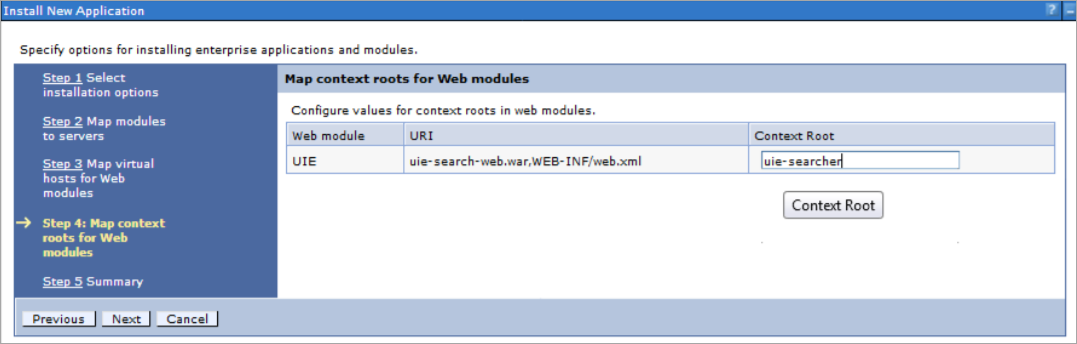 Install New Application
?
Specify options for installing enterprise applications and modules.
Step 1 Select
installation options
Step 2 Map modules
to servers
Step 3 Map virtual
hosts for Web
modules
Step 4: Map context
roots for Web
modules
Step 5 Summary
Map context roots for Web modules
Configure values for context roots in web modules.
Web module URI Context Root
UIE uie-search-web.war,WEB-INF/web.xml uie-searcher
Context Root
Previous Next Cancel